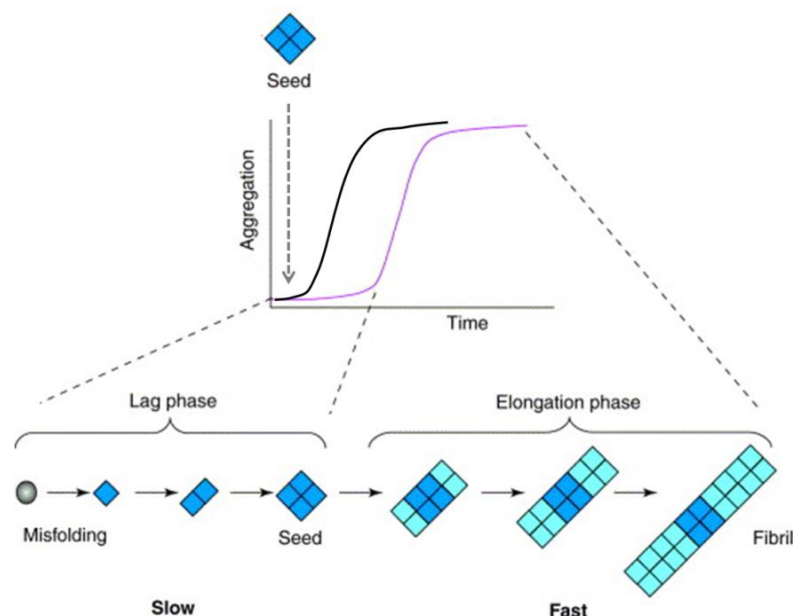 Seed
Aggregation
Time
Lag phase
Elongation phase
Misfolding
Seed
Fibril
Slow
Fast